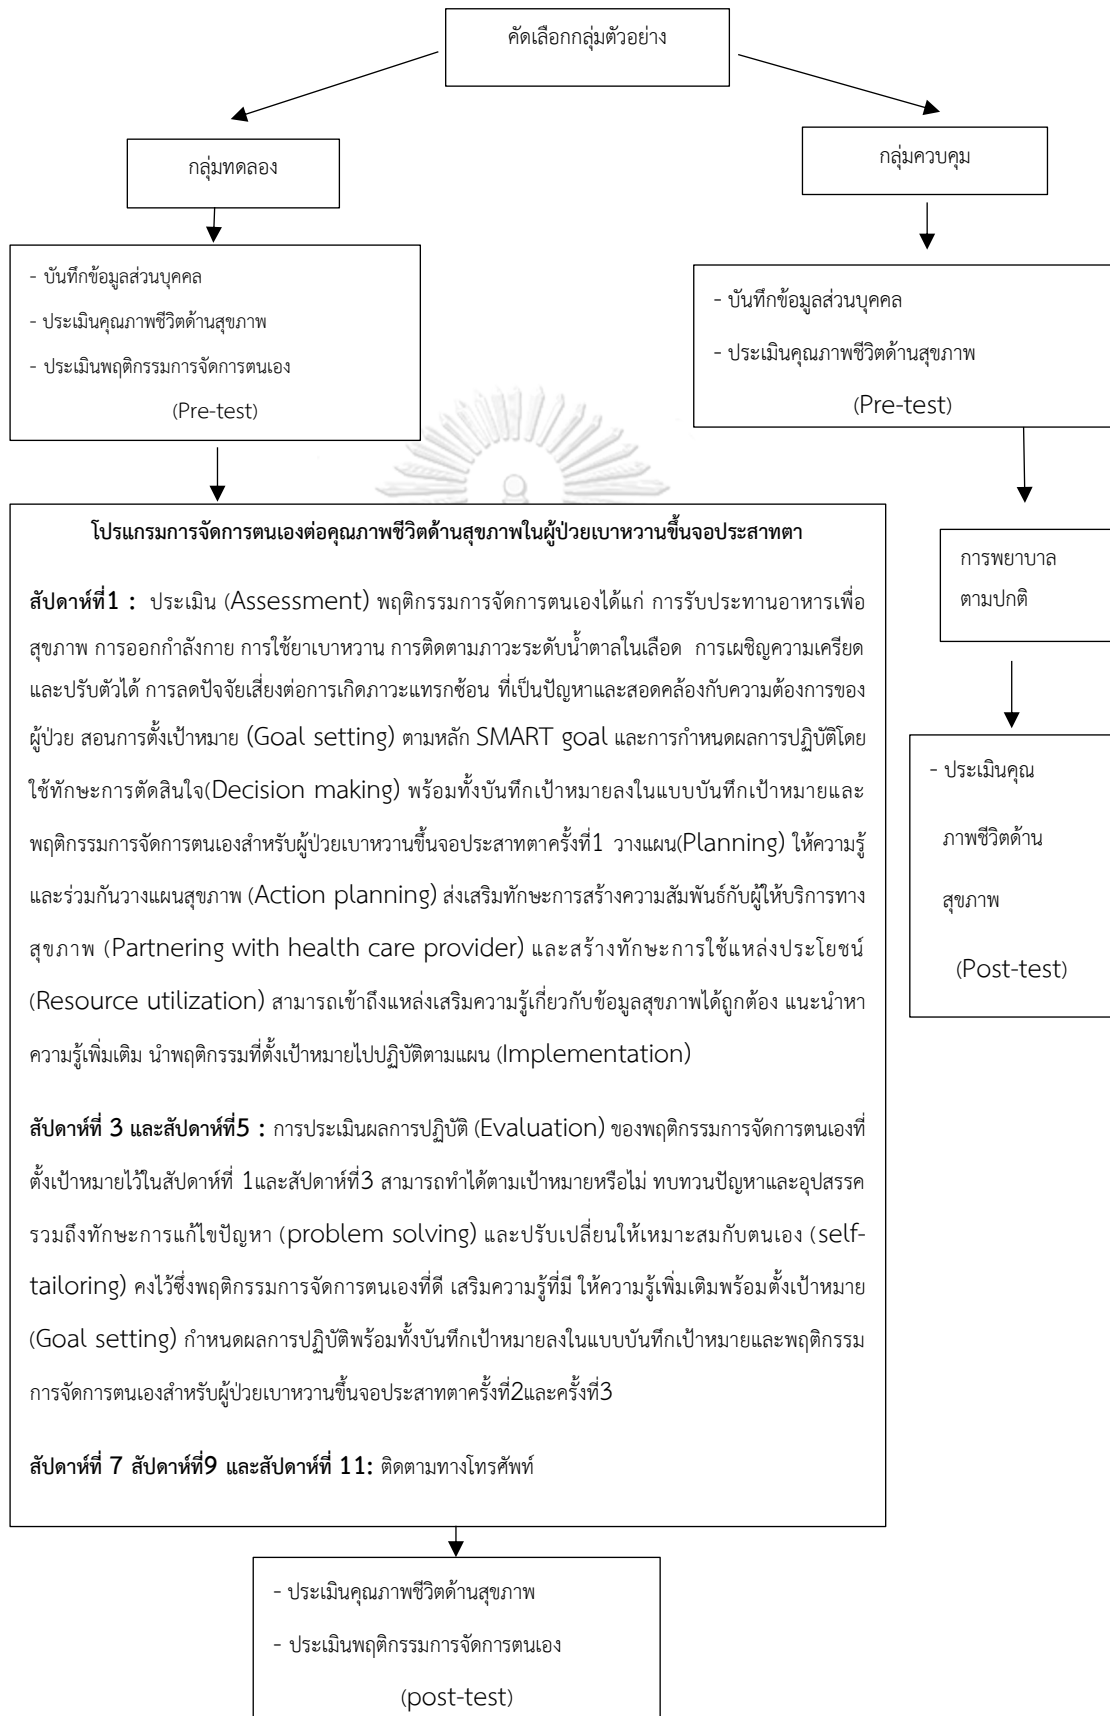 คัดเลือกกลุ่มตัวอย่าง
กลุ่มทดลอง
กลุ่มควบคุม
- บันทึกข้อมูลส่วนบุคคล
- ประเมินคุณภาพชีวิตด้านสุขภาพ
- ประเมินพฤติกรรมการจัดการตนเอง
(Pre-test)
- บันทึกข้อมูลส่วนบุคคล
- ประเมินคุณภาพชีวิตด้านสุขภาพ
(Pre-test)
โปรแกรมการจัดการตนเองต่อคุณภาพชีวิตด้านสุขภาพในผู้ป่วยเบาหวานขึ้นจอประสาทตา
สัปดาห์ที่1 : ประเมิน (Assessment) พฤติกรรมการจัดการตนเองได้แก่ การรับประทานอาหารเพื่อ
สุขภาพ การออกกำลังกาย การใช้ยาเบาหวาน การติดตามภาวะระดับน้ำตาลในเลือด การเผชิญความเครียด
และปรับตัวได้ การลดปัจจัยเสี่ยงต่อการเกิดภาวะแทรกซ้อน ที่เป็นปัญหาและสอดคล้องกับความต้องการของ
ผู้ป่วย สอนการตั้งเป้าหมาย (Goal setting) ตามหลัก SMART goal และการกำหนดผลการปฏิบัติโดย
ใช้ทักษะการตัดสินใจ(Decision making) พร้อมทั้งบันทึกเป้าหมายลงในแบบบันทึกเป้าหมายและ
พฤติกรรมการจัดการตนเองสำหรับผู้ป่วยเบาหวานขึ้นจอประสาทตาครั้งที่1 วางแผน(Planning) ให้ความรู้
และร่วมกันวางแผนสุขภาพ (Action planning) ส่งเสริมทักษะการสร้างความสัมพันธ์กับผู้ให้บริการทาง
สุขภาพ (Partnering with health care provider) และสร้างทักษะการใช้แหล่งประโยชน์
(Resource utilization) สามารถเข้าถึงแหล่งเสริมความรู้เกี่ยวกับข้อมูลสุขภาพได้ถูกต้อง แนะนำหา
ความรู้เพิ่มเติม นำพฤติกรรมที่ตั้งเป้าหมายไปปฏิบัติตามแผน (Implementation)
สัปดาห์ที่ 3 และสัปดาห์ที่5 : การประเมินผลการปฏิบัติ (Evaluation) ของพฤติกรรมการจัดการตนเองที่
ตั้งเป้าหมายไว้ในสัปดาห์ที่ 1และสัปดาห์ที่3 สามารถทำได้ตามเป้าหมายหรือไม่ ทบทวนปัญหาและอุปสรรค
รวมถึงทักษะการแก้ไขปัญหา (problem solving) และปรับเปลี่ยนให้เหมาะสมกับตนเอง (self-
tailoring) คงไว้ซึ่งพฤติกรรมการจัดการตนเองที่ดี เสริมความรู้ที่มี ให้ความรู้เพิ่มเติมพร้อมตั้งเป้าหมาย
(Goal setting) กำหนดผลการปฏิบัติพร้อมทั้งบันทึกเป้าหมายลงในแบบบันทึกเป้าหมายและพฤติกรรม
การจัดการตนเองสำหรับผู้ป่วยเบาหวานขึ้นจอประสาทตาครั้งที่2และครั้งที่3
สัปดาห์ที่ 7 สัปดาห์ที่9 และสัปดาห์ที่ 11: ติดตามทางโทรศัพท์
การพยาบาล
ตามปกติ
- ประเมินคุณ
ภาพชีวิตด้าน
สุขภาพ
(Post-test)
- ประเมินคุณภาพชีวิตด้านสุขภาพ
- ประเมินพฤติกรรมการจัดการตนเอง
(post-test)